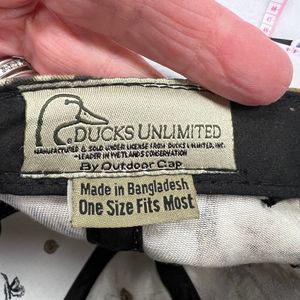 DUCKS UNLIMITED
MANUFACTURED & SOLD UNDER LICENSE FROM DUCKS UNLIMITED, INC.
"LEADER IN WETLANDS CONSERVATION
By Outdoor Cap
Made in Bangladesh
One Size Fits Most